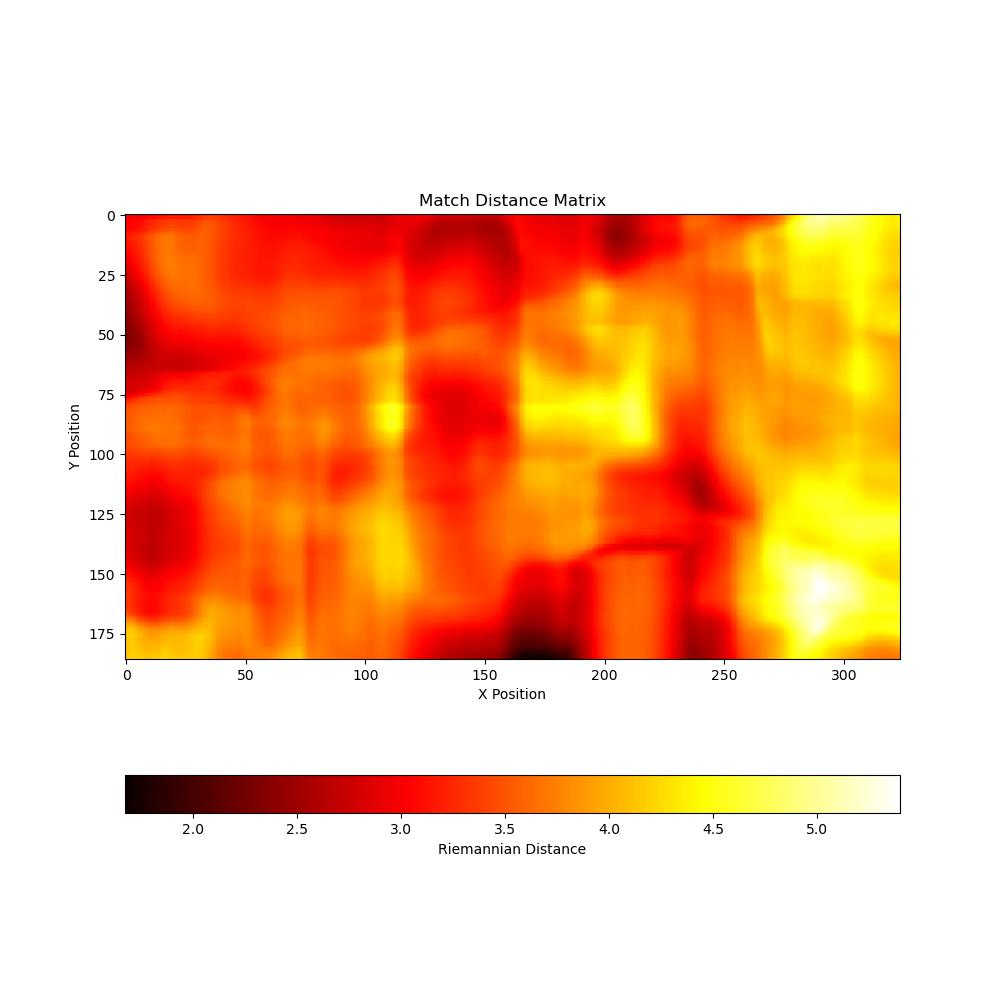 Match Distance Matrix
0
25
50
75
100
125
150
175
Y Position
0 50 100 150 200 250 300
X Position
2.0 2.5 3.0 3.5 4.0 4.5 5.0
Riemannian Distance